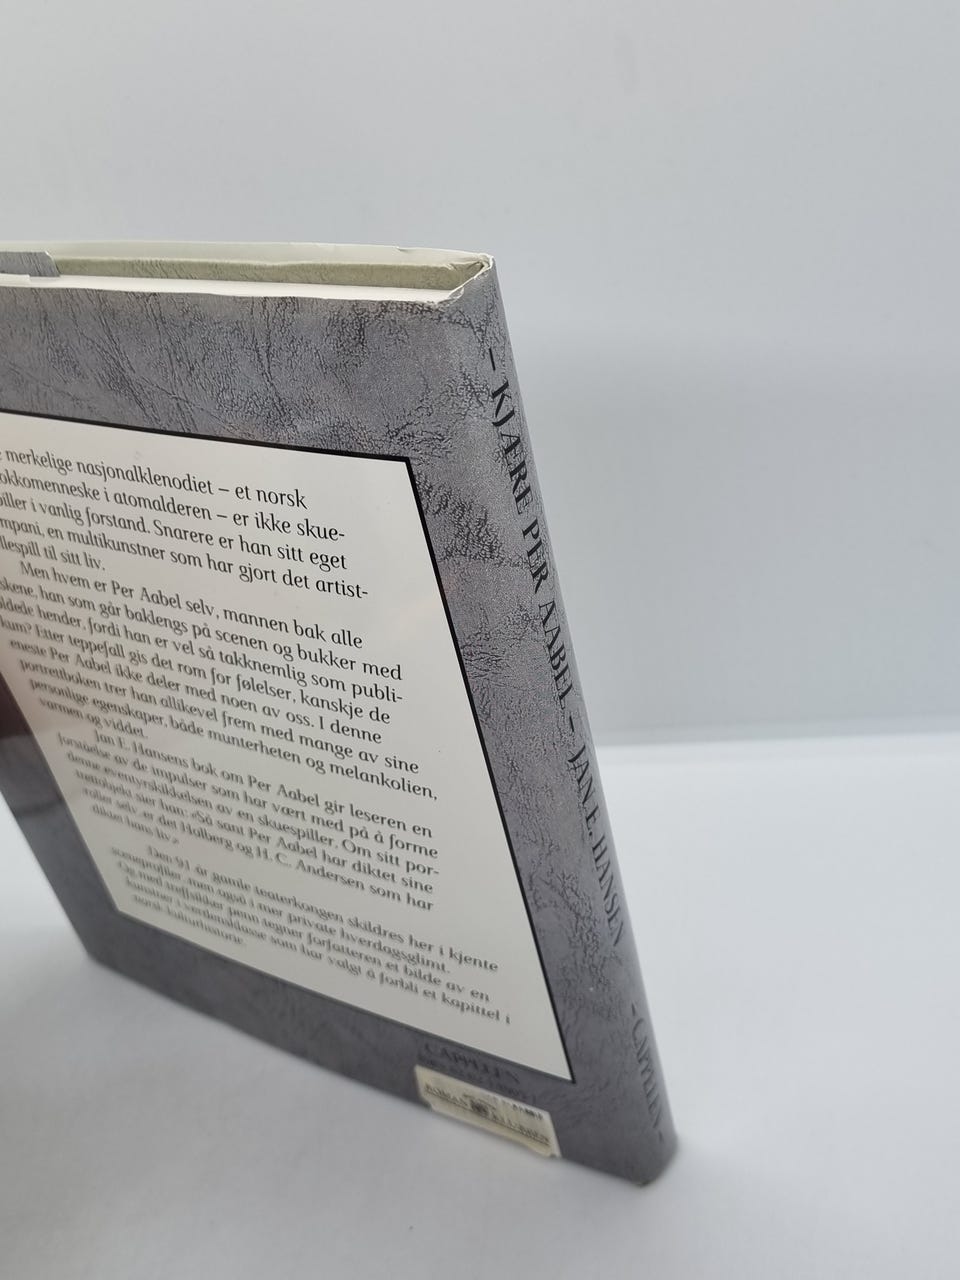 merkelige nasjonalklenodiet – et norsk
okkomenneske i atomalderen – er ikke skue-
iller i vanlig forstand. Snarere er han sitt eget
mpani, en multikunstner som har gjort det artist-
llespill til sitt liv.
Men hvem er Per Aabel selv, mannen bak alle
skene, han som går baklengs på scenen og bukker med
ldede hender, fordi han er vel så takknemlig som publi-
kum? Etter teppefall gis det rom for følelser, kanskje de
eneste Per Aabel ikke deler med noen av oss. I denne
portrettboken trer han allikevel frem med mange av sine
personlige egenskaper, både munterheten og melankolien,
varmen og viddet.
Jan E. Hansens bok om Per Aabel gir leseren en
forståelse av de impulser som har vært med på å forme
denne eventyrskikkelsen av en skuespiller. Om sitt por-
trettobjekt sier han: «Så sant Per Aabel har diktet sine
roller selv, er det Holberg og H. C. Andersen som har
diktet hans liv.»
Den 91 år gamle teaterkongen skildres her i kjente
sceneprofiler, men også i mer private hverdagsglimt.
Og med treffsikker penn tegner forfatteren et bilde av en
kunstner i verdensklasse som har valgt å forbli et kapittel i
norsk kulturhistorie.
CAPPELEN
– KJÆRE PER AABEL – JAN E. HANSEN – CAPPELEN –